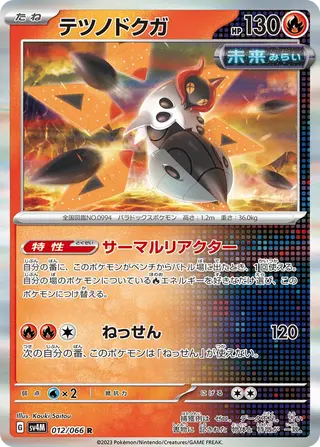 たね テツノドクガ HP130
未来 みらい
全国図鑑NO.0994 パラドックスポケモン 高さ:1.2m 重さ:36.0kg
特性 サーマルリアクター
自分の番に、このポケモンがベンチからバトル場に出たとき、1回使える。
自分の場のポケモンについているエネルギーを好きなだけ選び、このポケモンにつけ替える。
ねっせん 120
次の自分の番、このポケモンは「ねっせん」が使えない。
Illus. Kouki Saitou
弱点 ×2 抵抗力 にげる
G sv4M 012/066 R
©2023 Pokémon/Nintendo/Creatures/GAME FREAK.